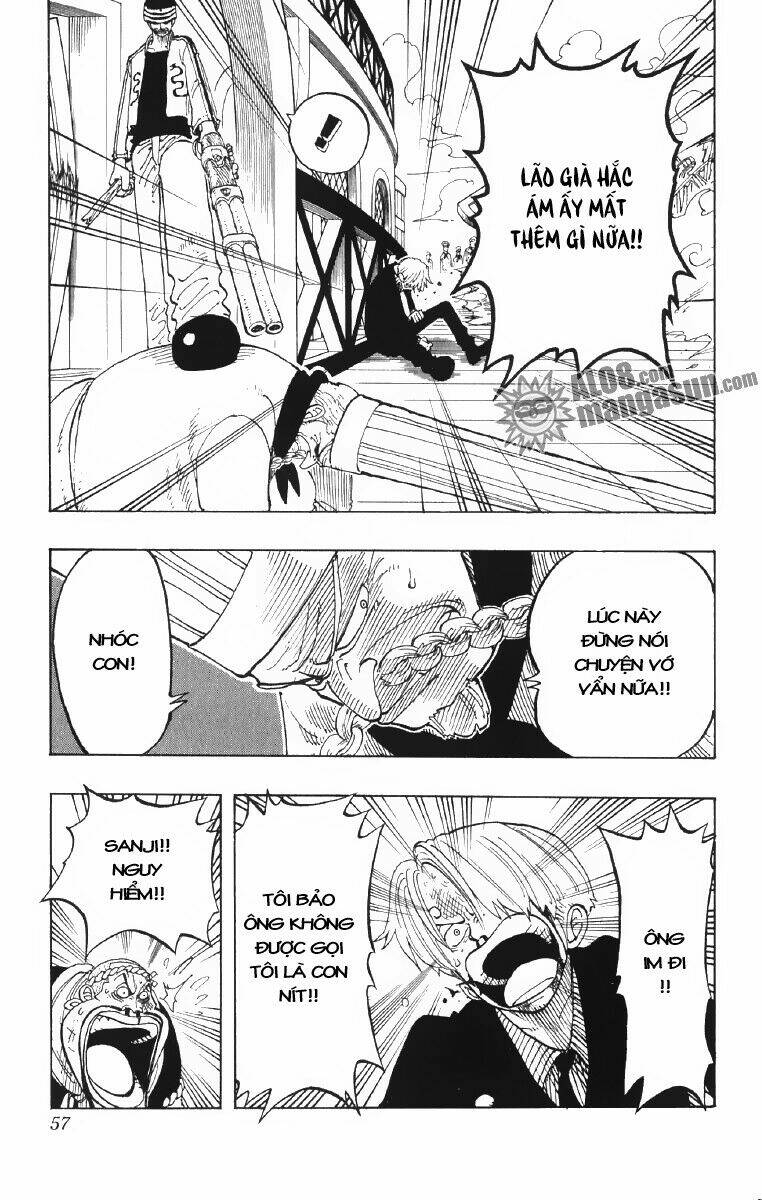 !
LÃO GIÀ HẮC
ÁM ẤY MẤT
THÊM GÌ NỮA!!
ALO8.com
mangasun.com
LÚC NÀY
ĐỪNG NÓI
CHUYỆN VỚ
VẨN NỮA!!
NHÓC
CON!
ÔNG
IM ĐI
!!
TÔI BẢO
ÔNG KHÔNG
ĐƯỢC GỌI
TÔI LÀ CON
NÍT!!
SANJI!!
NGUY
HIỂM!!
57